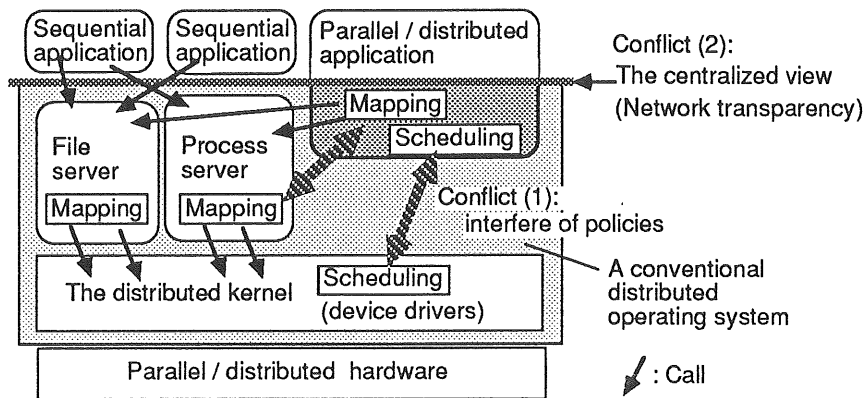 Sequential
application
Sequential
application
Parallel / distributed
application
Conflict (2):
The centralized view
(Network transparency)
Mapping
Scheduling
File
server
Mapping
Process
server
Mapping
Conflict (1):
interfere of policies
The distributed kernel
Scheduling
(device drivers)
A conventional
distributed
operating system
Parallel / distributed hardware
: Call